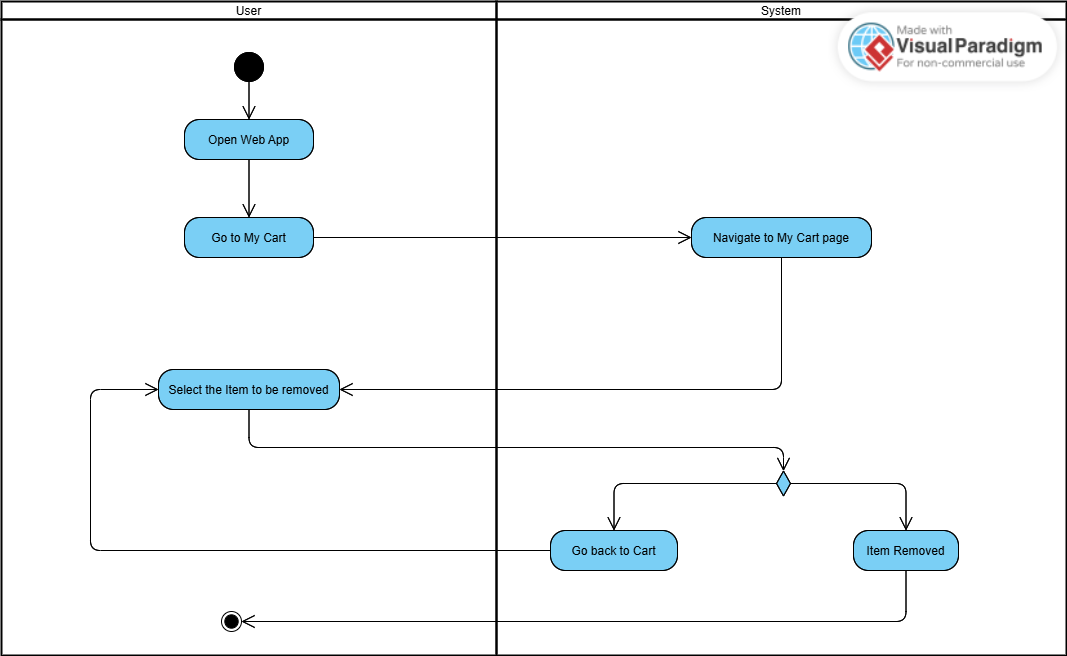 User
System
Made with
Visual Paradigm
For non-commercial use
Open Web App
Go to My Cart
Navigate to My Cart page
Select the Item to be removed
Go back to Cart
Item Removed